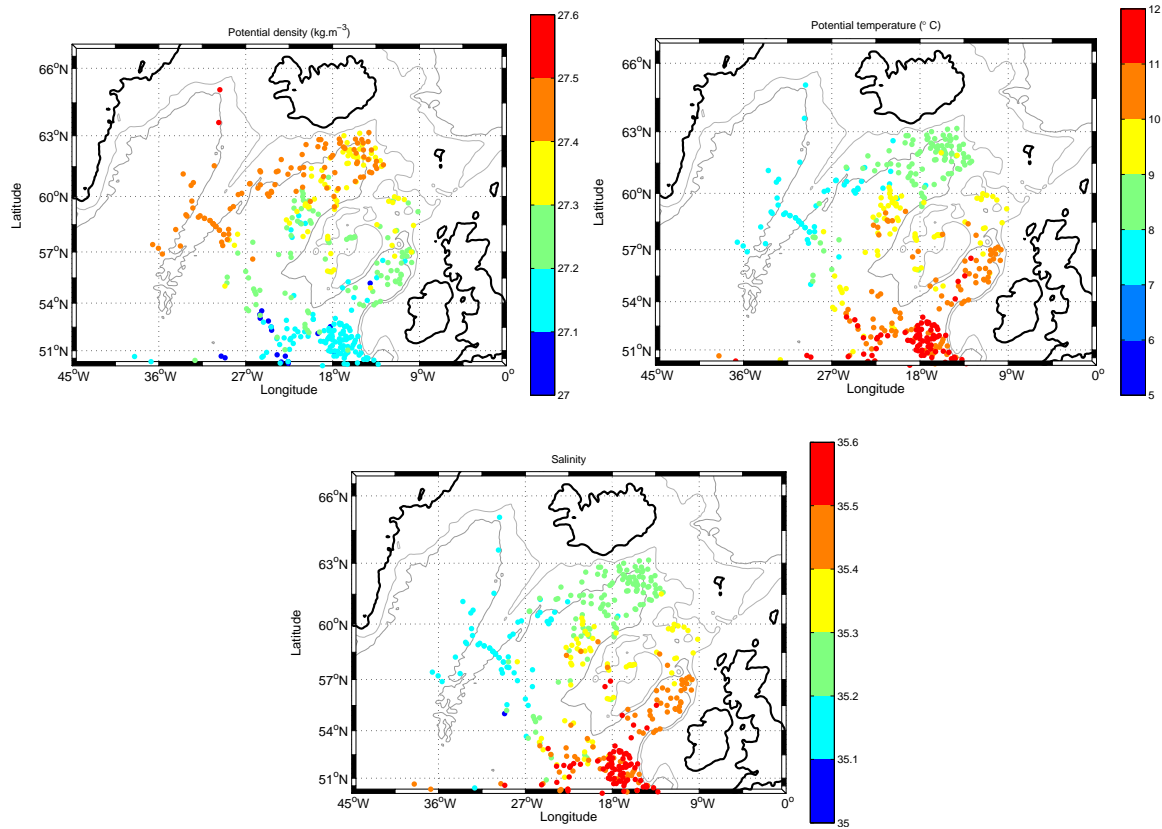 Potential density (kg.m⁻³)
66°N
63°N
60°N
57°N
54°N
51°N
Latitude
45°W 36°W 27°W 18°W 9°W 0°
Longitude
27.6
27.5
27.4
27.3
27.2
27.1
27
Potential temperature (° C)
66°N
63°N
60°N
57°N
54°N
51°N
Latitude
45°W 36°W 27°W 18°W 9°W 0°
Longitude
12
11
10
9
8
7
6
5
Salinity
66°N
63°N
60°N
57°N
54°N
51°N
Latitude
45°W 36°W 27°W 18°W 9°W 0°
Longitude
35.6
35.5
35.4
35.3
35.2
35.1
35